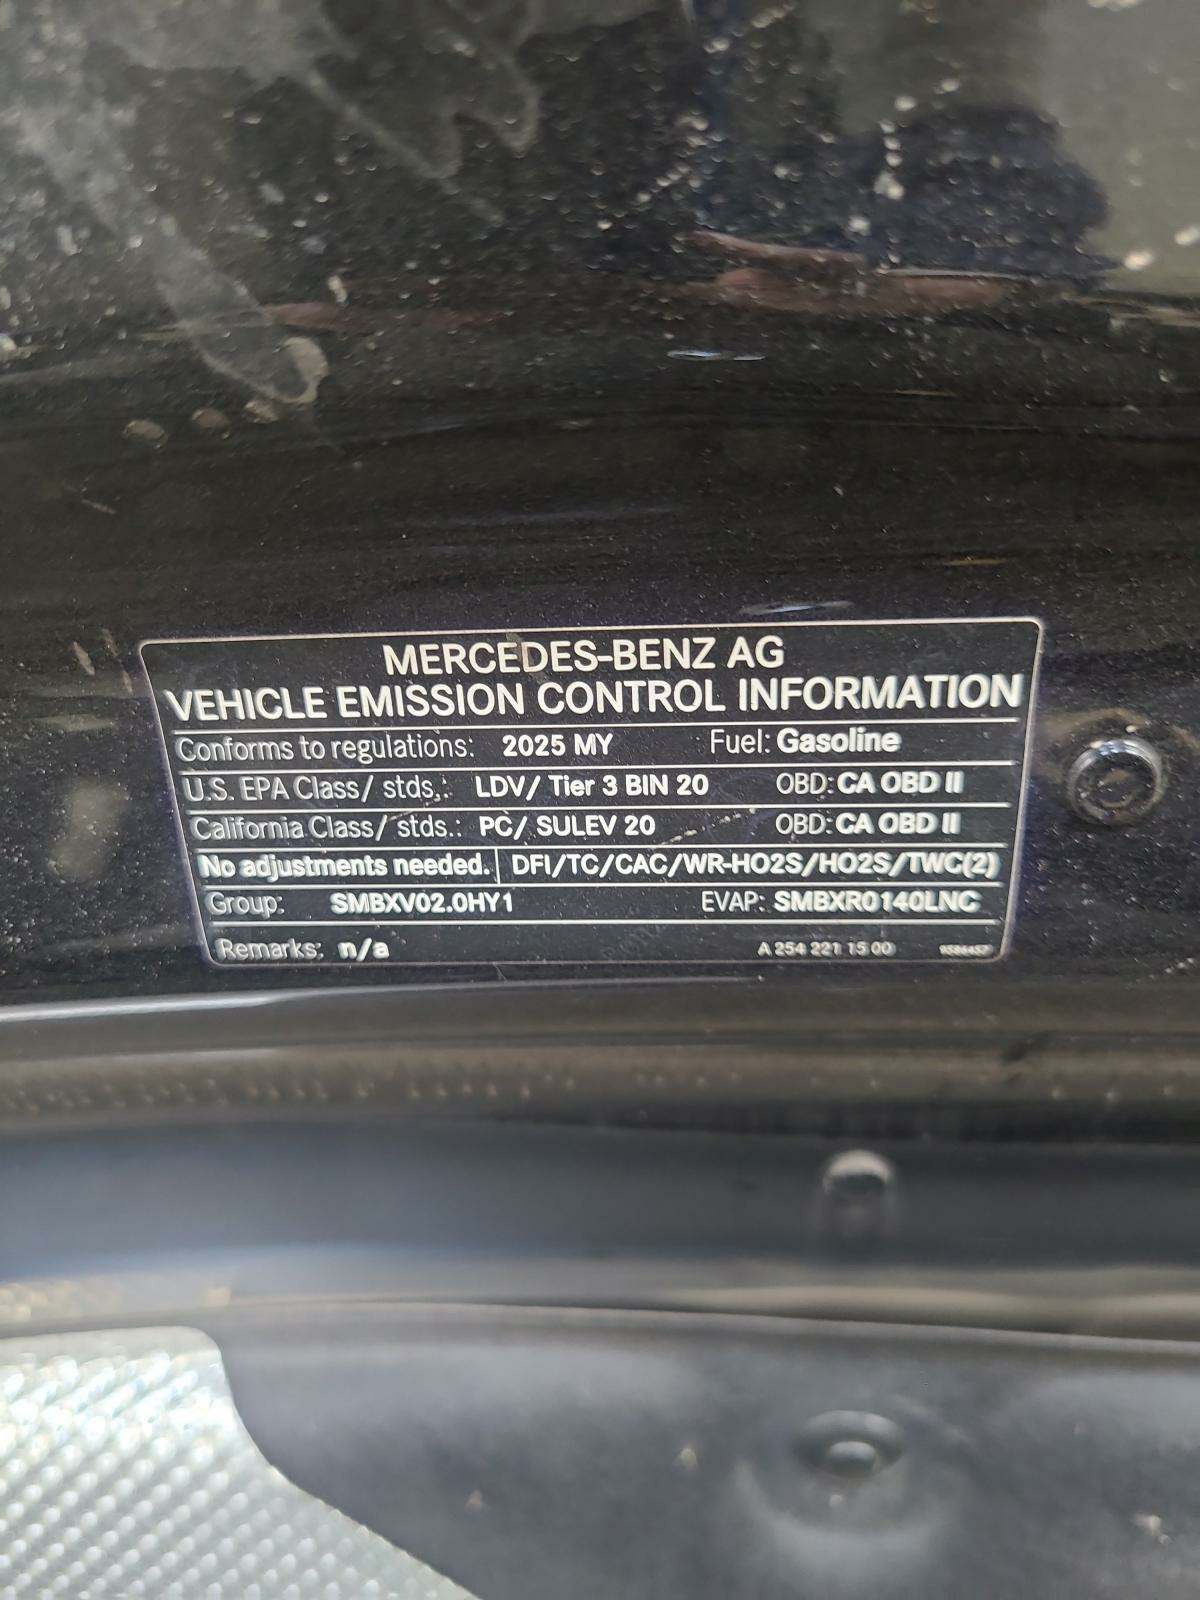 MERCEDES-BENZ AG
VEHICLE EMISSION CONTROL INFORMATION
Conforms to regulations: 2025 MY Fuel: Gasoline
U.S. EPA Class/ stds.: LDV/ Tier 3 BIN 20 OBD: CA OBD II
California Class/ stds.: PC/ SULEV 20 OBD: CA OBD II
No adjustments needed. DFI/TC/CAC/WR-HO2S/HO2S/TWC(2)
Group: SMBXV02.0HY1 EVAP: SMBXR0140LNC
Remarks: n/a A 254 221 15 00